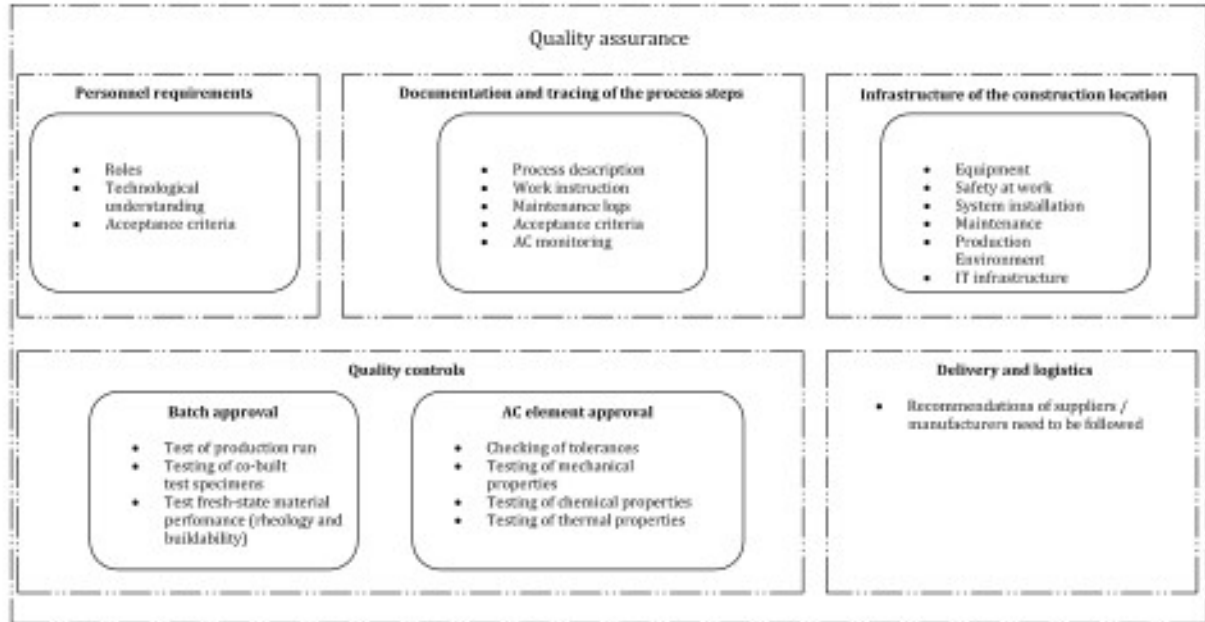 Quality assurance
Personnel requirements
• Roles
• Technological
understanding
• Acceptance criteria
Documentation and tracing of the process steps
• Process description
• Work instruction
• Maintenance logs
• Acceptance criteria
• AC monitoring
Infrastructure of the construction location
• Equipment
• Safety at work
• System installation
• Maintenance
• Production
Environment
• IT infrastructure
Quality controls
Batch approval
• Test of production run
• Testing of co-built
test specimens
• Test fresh-state material
perfomance (rheology and
buildability)
AC element approval
• Checking of tolerances
• Testing of mechanical
properties
• Testing of chemical properties
• Testing of thermal properties
Delivery and logistics
• Recommendations of suppliers /
manufacturers need to be followed